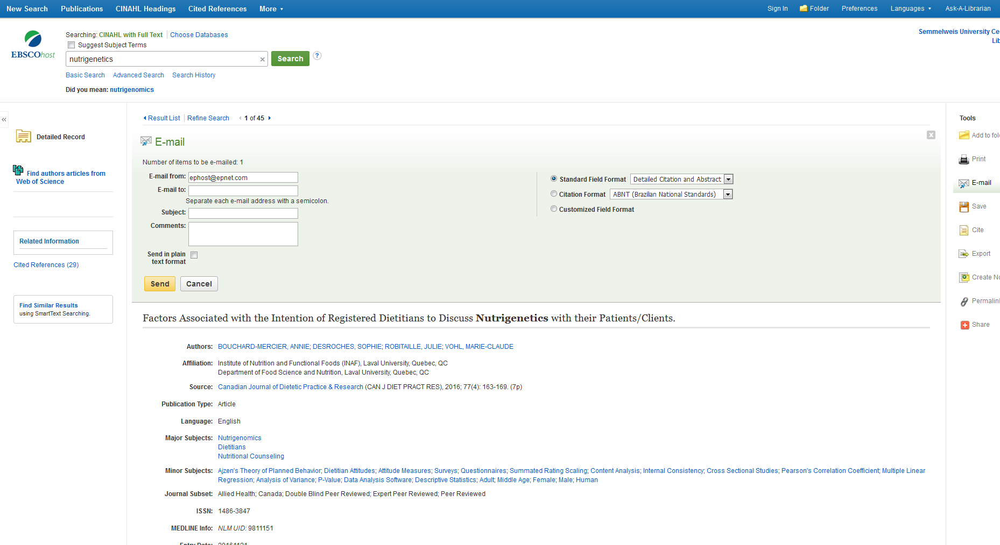 New Search Publications CINAHL Headings Cited References More Sign In Folder Preferences Languages Ask-A-Librarian
Semmelweis University Ce
Lib
EBSCOhost
Searching: CINAHL with Full Text Choose Databases
Suggest Subject Terms
nutrigenetics × Search ?
Basic Search Advanced Search Search History
Did you mean: nutrigenomics
«
Detailed Record
Find authors articles from
Web of Science
Related Information
Cited References (29)
Find Similar Results
using SmartText Searching.
Result List Refine Search 1 of 45
E-mail x
Number of items to be e-mailed: 1
E-mail from: ephost@epnet.com
E-mail to:
Separate each e-mail address with a semicolon.
Subject:
Comments:
Send in plain
text format
Send Cancel
Standard Field Format Detailed Citation and Abstract
Citation Format ABNT (Brazilian National Standards)
Customized Field Format
Factors Associated with the Intention of Registered Dietitians to Discuss Nutrigenetics with their Patients/Clients.
Authors: BOUCHARD-MERCIER, ANNIE; DESROCHES, SOPHIE; ROBITAILLE, JULIE; VOHL, MARIE-CLAUDE
Affiliation: Institute of Nutrition and Functional Foods (INAF), Laval University, Quebec, QC
Department of Food Science and Nutrition, Laval University, Quebec, QC
Source: Canadian Journal of Dietetic Practice & Research (CAN J DIET PRACT RES), 2016; 77(4): 163-169. (7p)
Publication Type: Article
Language: English
Major Subjects: Nutrigenomics
Dietitians
Nutritional Counseling
Minor Subjects: Ajzen's Theory of Planned Behavior; Dietitian Attitudes; Attitude Measures; Surveys; Questionnaires; Summated Rating Scaling; Content Analysis; Internal Consistency; Cross Sectional Studies; Pearson's Correlation Coefficient; Multiple Linear
Regression; Analysis of Variance; P-Value; Data Analysis Software; Descriptive Statistics; Adult; Middle Age; Female; Male; Human
Journal Subset: Allied Health; Canada; Double Blind Peer Reviewed; Expert Peer Reviewed; Peer Reviewed
ISSN: 1486-3847
MEDLINE Info: NLM UID: 9811151
Entry Date: 20161121
Tools
Add to fol
Print
E-mail
Save
Cite
Export
Create No
Permalin
Share